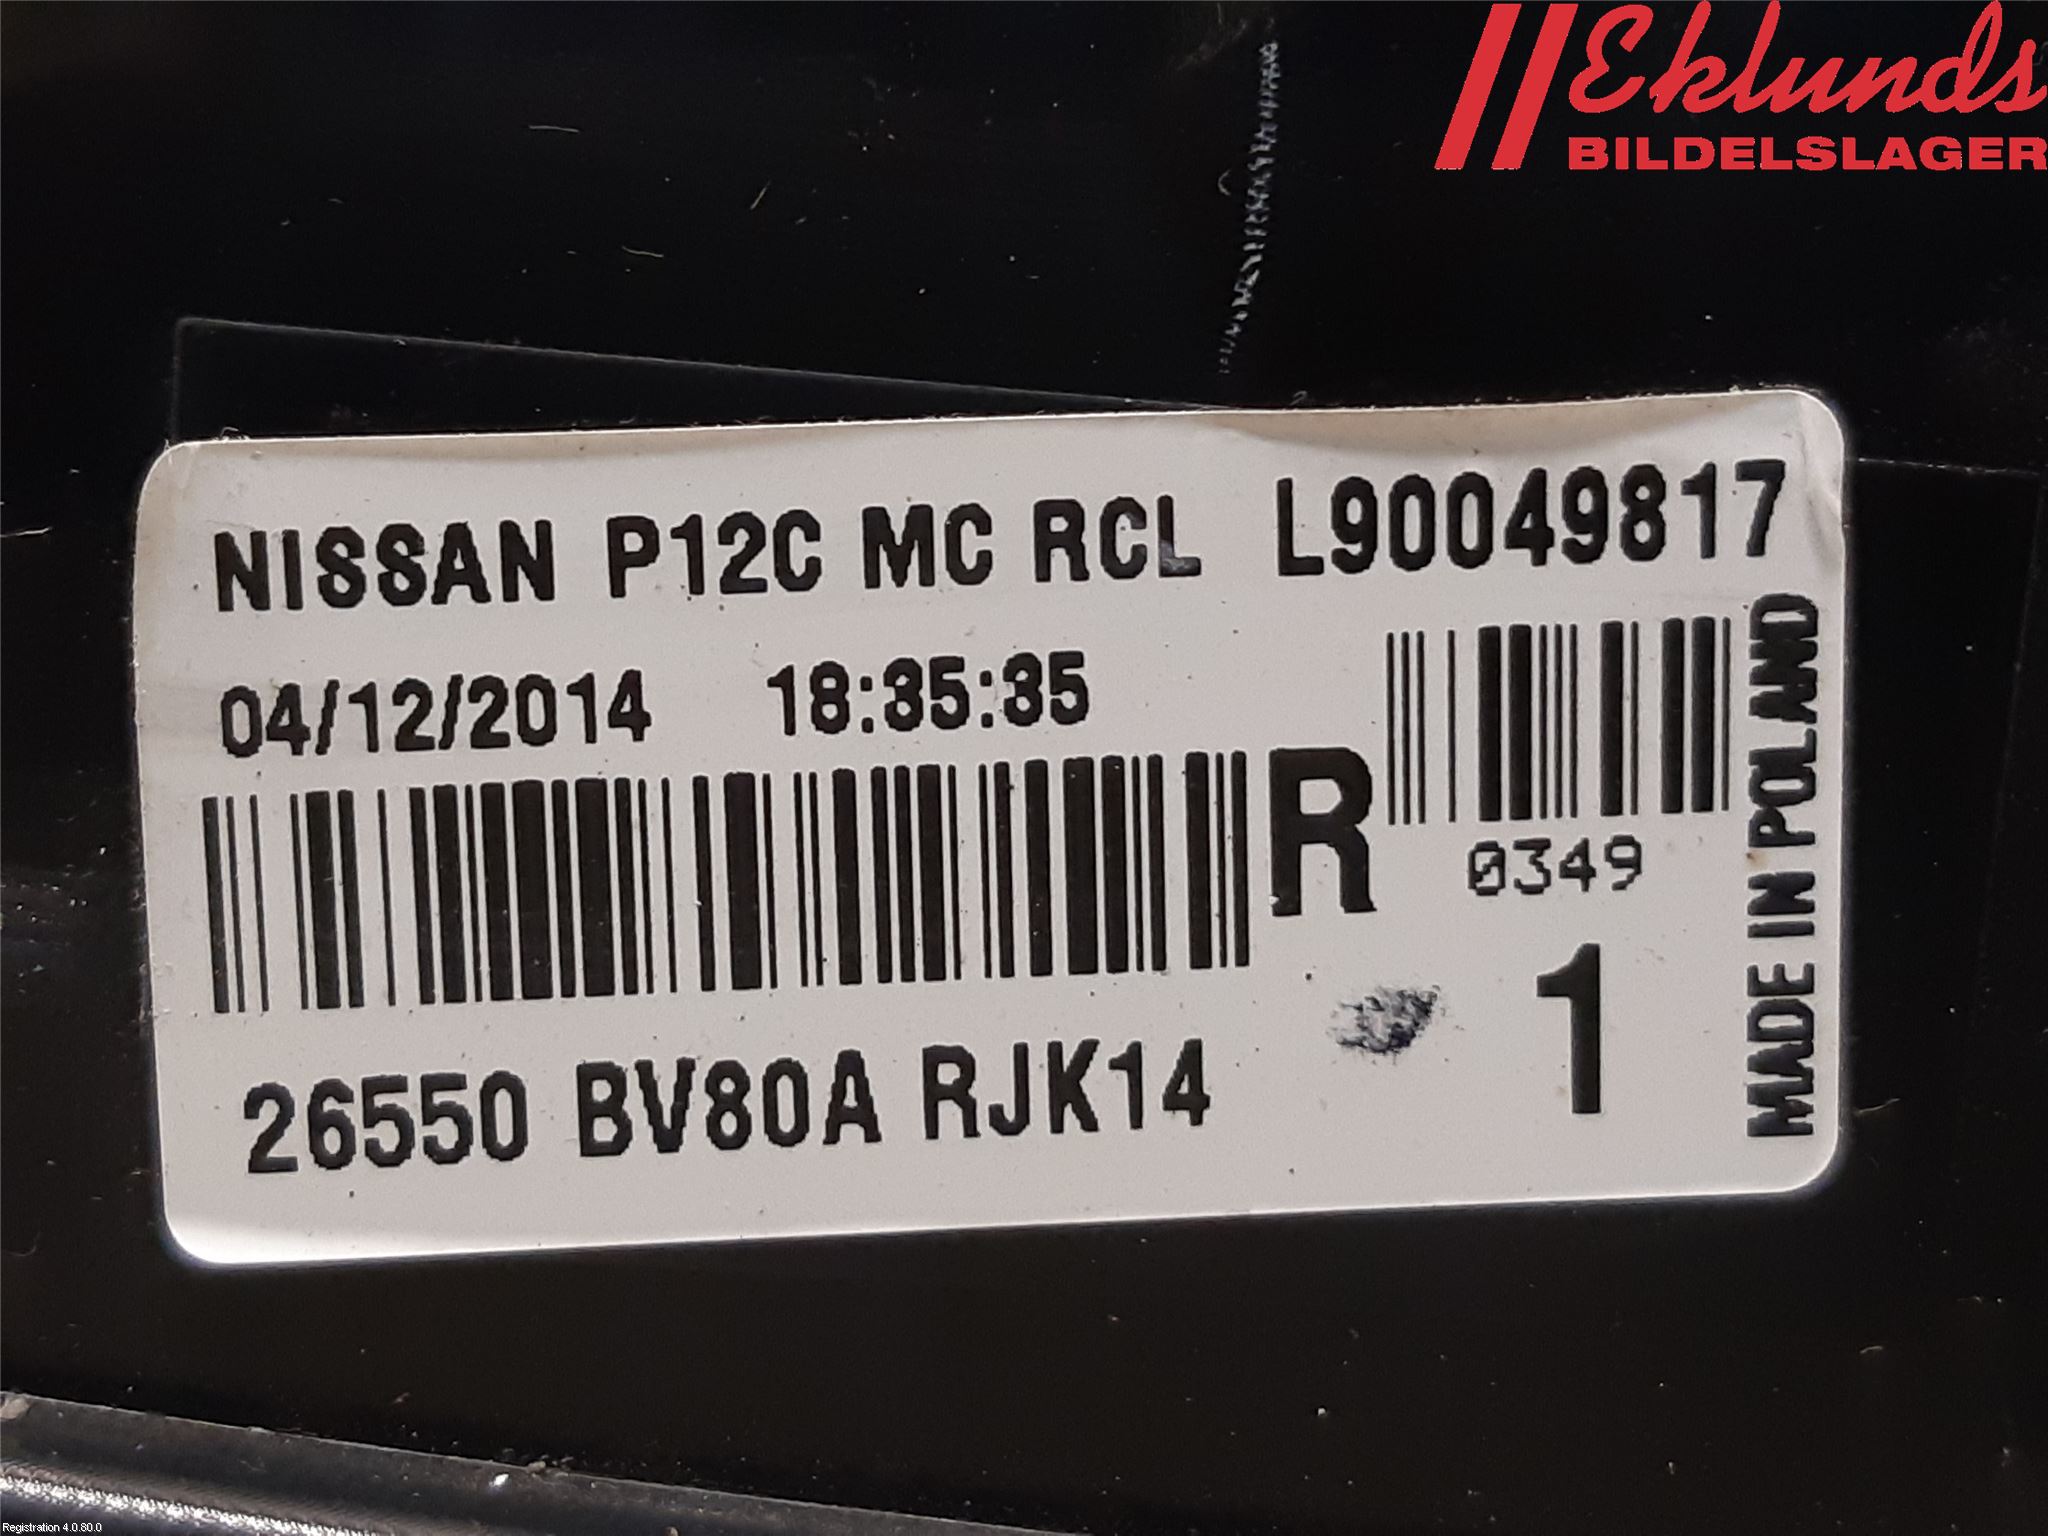 Eklunds
BILDELSLAGER
NISSAN P12C MC RCL L90049817
04/12/2014 18:35:35
R
0349
1
26550 BV80A RJK14
MADE IN POLAND
Registration 4.0.80.0